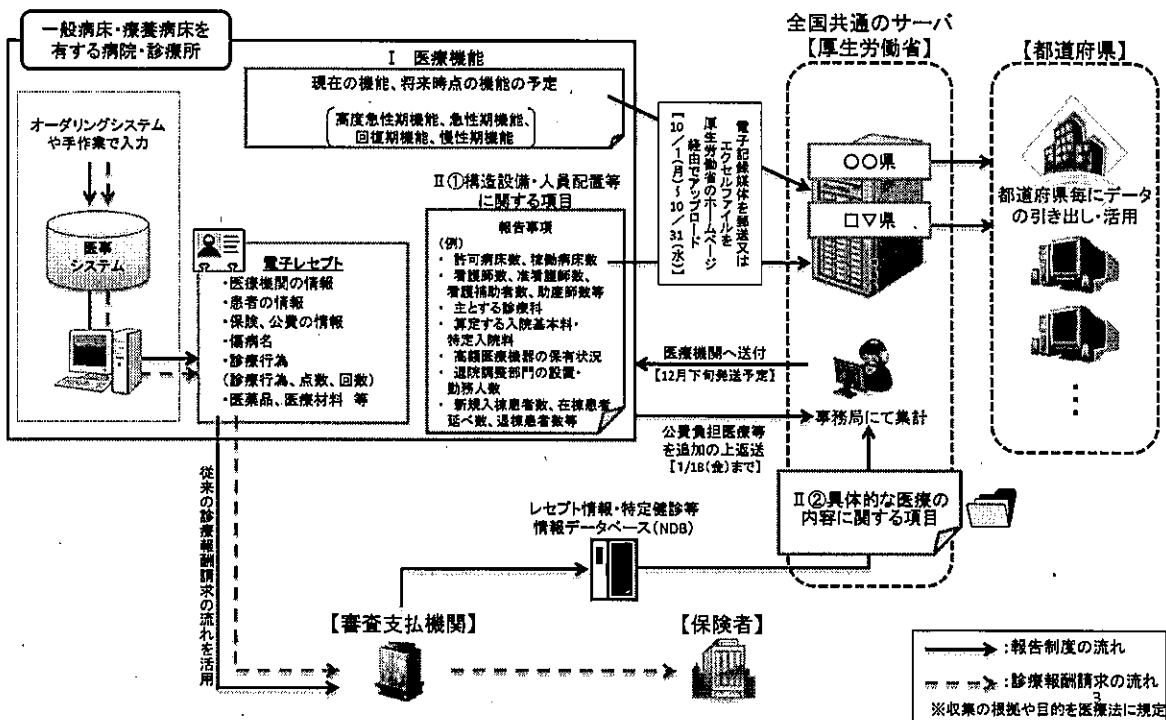 一般病床・療養病床を
有する病院・診療所
Ⅰ 医療機能
現在の機能、将来時点の機能の予定
高度急性期機能、急性期機能、
回復期機能、慢性期機能
オーダリングシステム
や手作業で入力
医事
システム
電子レセプト
・医療機関の情報
・患者の情報
・保険、公費の情報
・傷病名
・診療行為
(診療行為、点数、回数)
・医薬品、医療材料 等
Ⅱ①構造設備・人員配置等
に関する項目
報告事項
(例)
・ 許可病床数、稼働病床数
・ 看護師数、准看護師数、
看護補助者数、助産師数等
・ 主とする診療科
・ 算定する入院基本料・
特定入院料
・ 高額医療機器の保有状況
・ 退院調整部門の設置・
勤務人数
・ 新規入棟患者数、在棟患者
延べ数、退棟患者数等
電子記録媒体を郵送又は
エクセルファイルを
厚生労働省のホームページ
経由でアップロード
【10/1(月)~10/31(水)】
全国共通のサーバ
【厚生労働省】
○○県
□▽県
【都道府県】
都道府県毎にデータ
の引き出し・活用
医療機関へ送付
【12月下旬発送予定】
公費負担医療等
を追加の上返送
【1/18(金)まで】
事務局にて集計
Ⅱ②具体的な医療の
内容に関する項目
レセプト情報・特定健診等
情報データベース(NDB)
従来の診療報酬請求の流れを活用
【審査支払機関】
【保険者】
:報告制度の流れ
:診療報酬請求の流れ
3
※収集の根拠や目的を医療法に規定